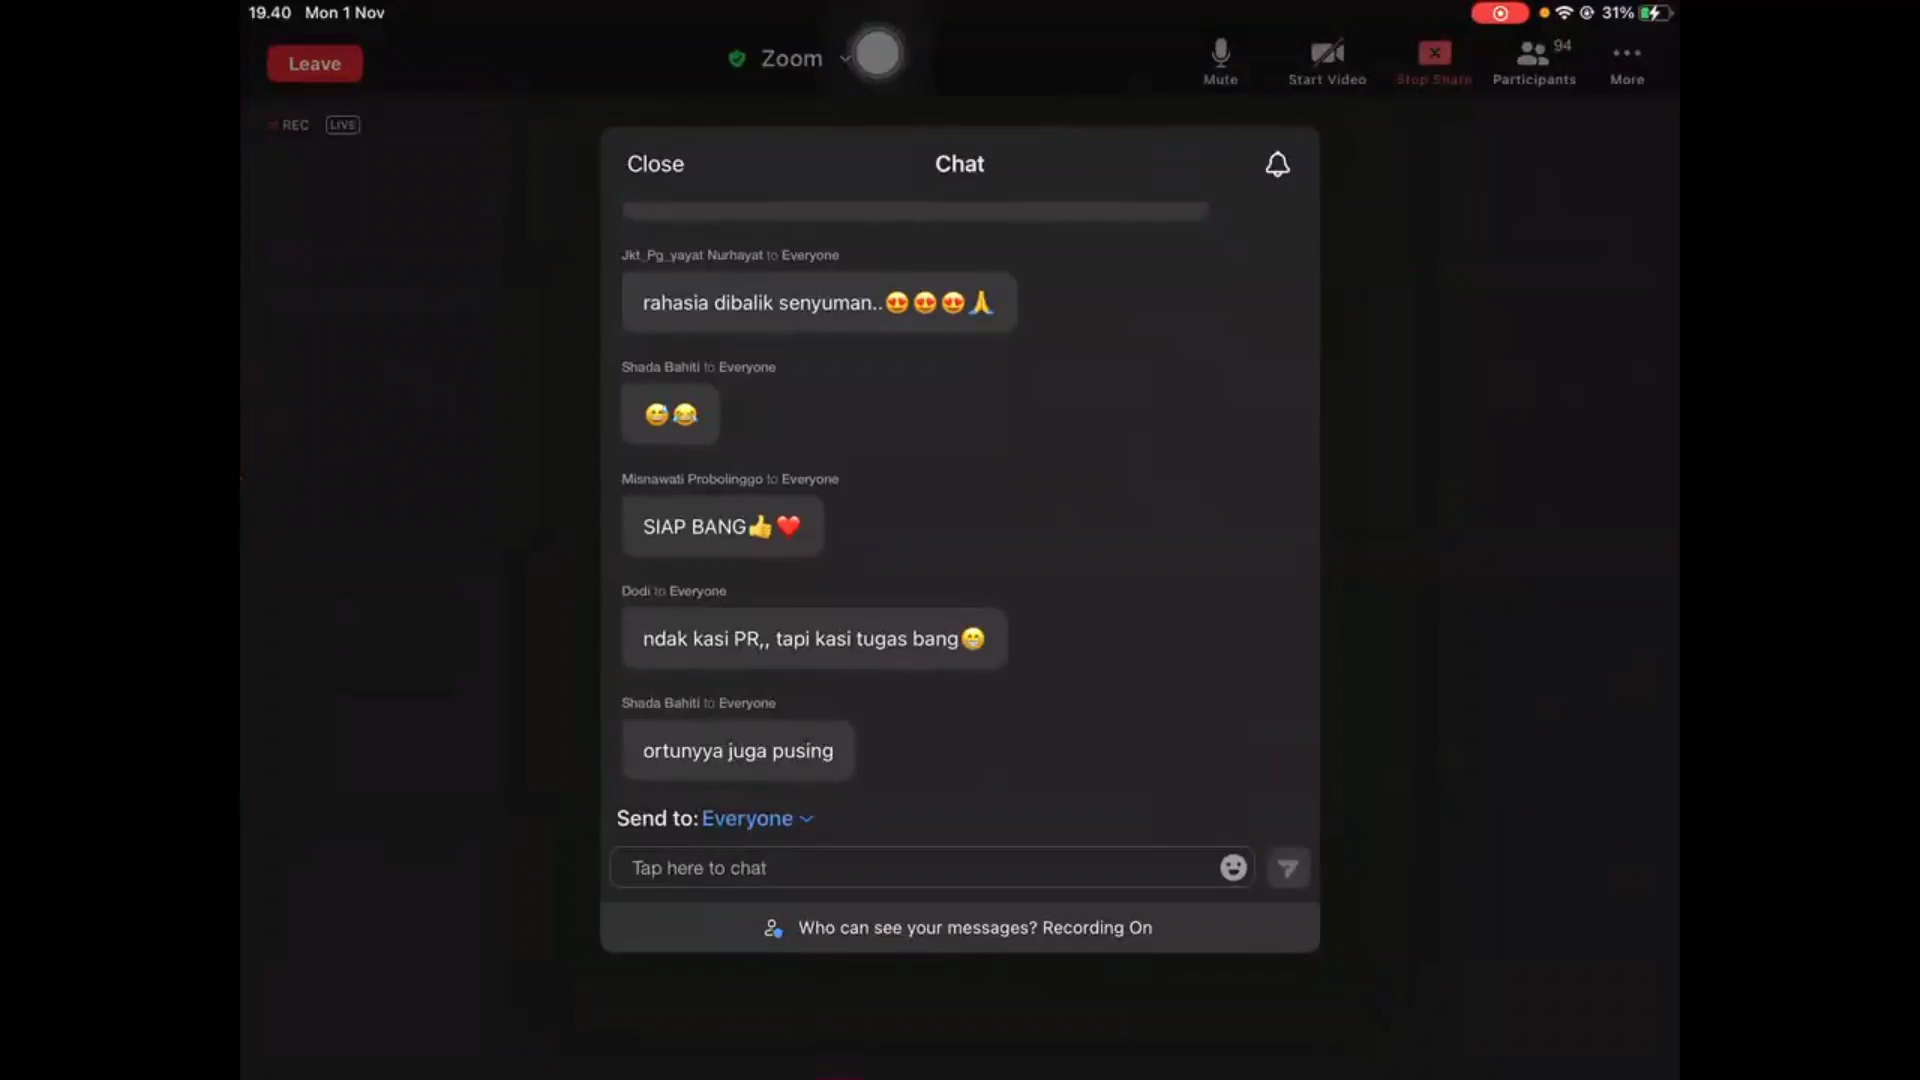 19.40 Mon 1 Nov
31%
Leave
Zoom
Mute
Start Video
Stop Share
Participants
94
More
REC LIVE
Close
Chat
Jkt_Pg_yayat Nurhayat to Everyone
rahasia dibalik senyuman..😍😍😍🙏
Shada Bahiti to Everyone
😅😂
Misnawati Probolinggo to Everyone
SIAP BANG👍❤️
Dodi to Everyone
ndak kasi PR,, tapi kasi tugas bang😁
Shada Bahiti to Everyone
ortunyya juga pusing
Send to: Everyone
Tap here to chat
Who can see your messages? Recording On